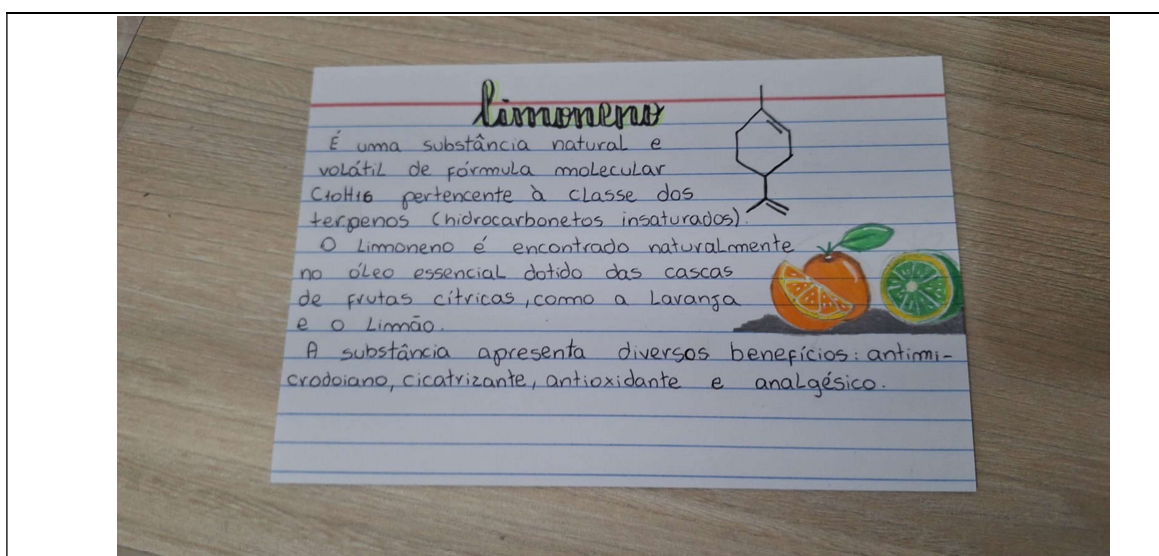 limoneno
É uma substância natural e
volátil de fórmula molecular
C10H16 pertencente à classe dos
terpenos (hidrocarbonetos insaturados).
O Limoneno é encontrado naturalmente
no óleo essencial dotido das cascas
de frutas cítricas, como a Laranja
e o Limão.
A substância apresenta diversos benefícios: antimi-
crodoiano, cicatrizante, antioxidante e analgésico.